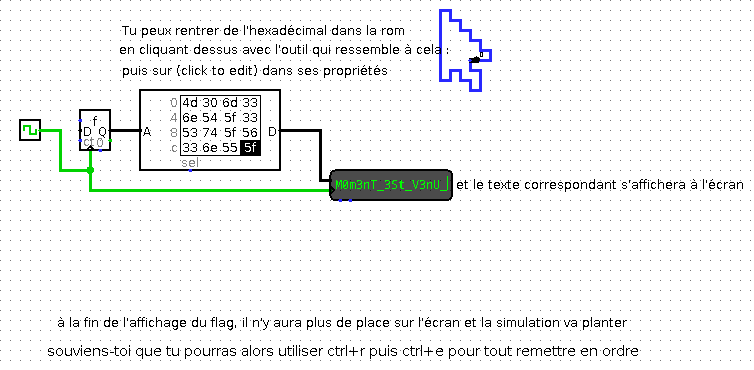 Tu peux rentrer de l'hexadécimal dans la rom
en cliquant dessus avec l'outil qui ressemble à cela :
puis sur (click to edit) dans ses propriétés
f
D Q
ct 0
A
0 4d 30 6d 33
4 6e 54 5f 33
8 53 74 5f 56
c 33 6e 55 5f
D
sel
M0m3nT_3St_V3nU_ et le texte correspondant s'affichera à l'écran
à la fin de l'affichage du flag, il n'y aura plus de place sur l'écran et la simulation va planter
souviens-toi que tu pourras alors utiliser ctrl+r puis ctrl+e pour tout remettre en ordre